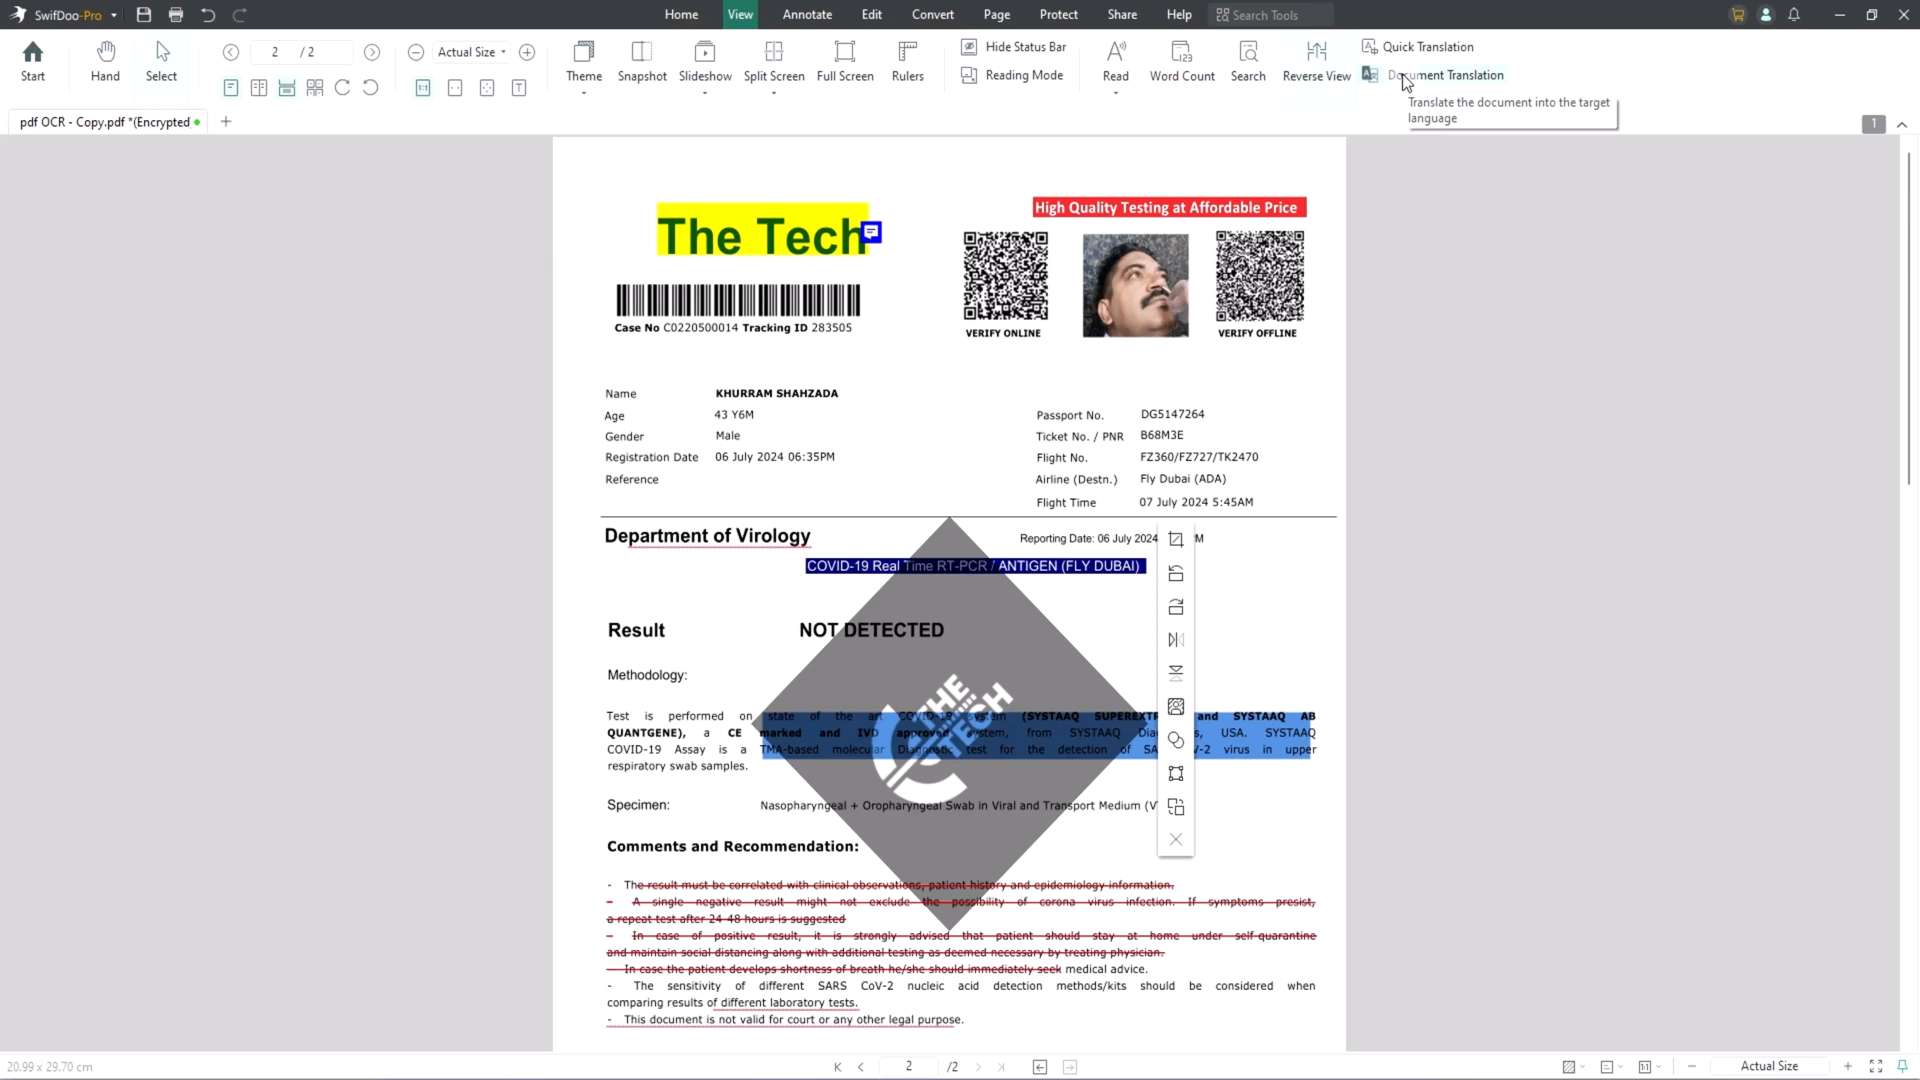 SwifDoo-Pro Home View Annotate Edit Convert Page Protect Share Help Search Tools
Start Hand Select 2 / 2 Actual Size Theme Snapshot Slideshow Split Screen Full Screen Rulers Hide Status Bar Reading Mode Read Word Count Search Reverse View Quick Translation
Document Translation
Translate the document into the target
language
pdf OCR - Copy.pdf *(Encrypted
1
The Tech
High Quality Testing at Affordable Price
Case No C0220500014 Tracking ID 283505
VERIFY ONLINE VERIFY OFFLINE
Name KHURRAM SHAHZADA
Age 43 Y6M Passport No. DG5147264
Gender Male Ticket No. / PNR B68M3E
Registration Date 06 July 2024 06:35PM Flight No. FZ360/FZ727/TK2470
Reference Airline (Destn.) Fly Dubai (ADA)
Flight Time 07 July 2024 5:45AM
Department of Virology Reporting Date: 06 July 2024 M
COVID-19 Real Time RT-PCR / ANTIGEN (FLY DUBAI)
Result NOT DETECTED
Methodology:
THE TECH
Test is performed on state of the art COVID-19 system (SYSTAAQ SUPEREXTR and SYSTAAQ AB
QUANTGENE), a CE marked and IVD approved system, from SYSTAAQ Dia s, USA. SYSTAAQ
COVID-19 Assay is a TMA-based molecular Diagnostic test for the detection of SA V-2 virus in upper
respiratory swab samples.
Specimen: Nasopharyngeal + Oropharyngeal Swab in Viral and Transport Medium (V
Comments and Recommendation:
- The result must be correlated with clinical observations, patient history and epidemiology information.
- A single negative result might not exclude the possibility of corona virus infection. If symptoms presist,
a repeat test after 24-48 hours is suggested
- In case of positive result, it is strongly advised that patient should stay at home under self-quarantine
and maintain social distancing along with additional testing as deemed necessary by treating physician.
- In case the patient develops shortness of breath he/she should immediately seek medical advice.
- The sensitivity of different SARS CoV-2 nucleic acid detection methods/kits should be considered when
comparing results of different laboratory tests.
- This document is not valid for court or any other legal purpose.
20.99 x 29.70 cm 2 /2 Actual Size